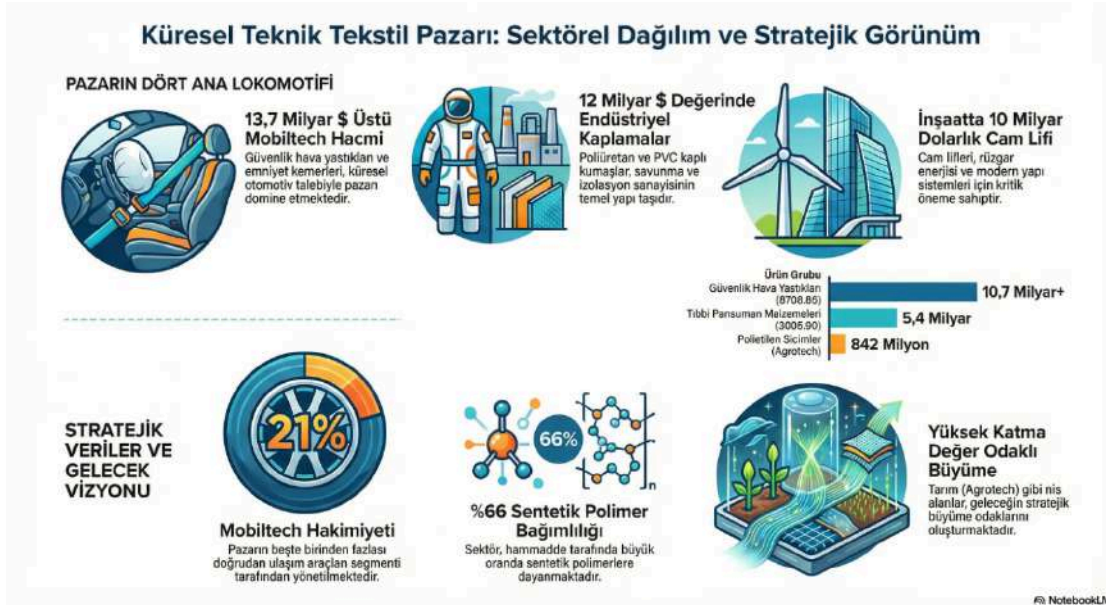 Küresel Teknik Tekstil Pazarı: Sektörel Dağılım ve Stratejik Görünüm
PAZARIN DÖRT ANA LOKOMOTİFİ
13,7 Milyar $ Üstü
Mobiltech Hacmi
Güvenlik hava yastıkları ve
emniyet kemerleri, küresel
otomotiv talebiyle pazarı
domine etmektedir.
12 Milyar $ Değerinde
Endüstriyel
Kaplamalar
Poliüretan ve PVC kaplı
kumaşlar, savunma ve
izolasyon sanayisinin
temel yapı taşıdır.
İnşaatta 10 Milyar
Dolarlık Cam Lifi
Cam lifleri, rüzgar
enerjisi ve modern yapı
sistemleri için kritik
öneme sahiptir.
Ürün Grubu
Güvenlik Hava Yastıkları
(8708.85)
10,7 Milyar+
Tıbbi Pansuman Malzemeleri
(3005.90)
5,4 Milyar
Polietilen Sicimler
(Agrotech)
842 Milyon
STRATEJİK
VERİLER VE
GELECEK
VİZYONU
21%
Mobiltech Hakimiyeti
Pazarın beşte birinden fazlası
doğrudan ulaşım araçları segmenti
tarafından yönetilmektedir.
66%
n
%66 Sentetik Polimer
Bağımlılığı
Sektör, hammadde tarafında büyük
oranda sentetik polimerlere
dayanmaktadır.
Yüksek Katma
Değer Odaklı
Büyüme
Tarım (Agrotech) gibi niş
alanlar, geleceğin stratejik
büyüme odaklarını
oluşturmaktadır.
NotebookLM